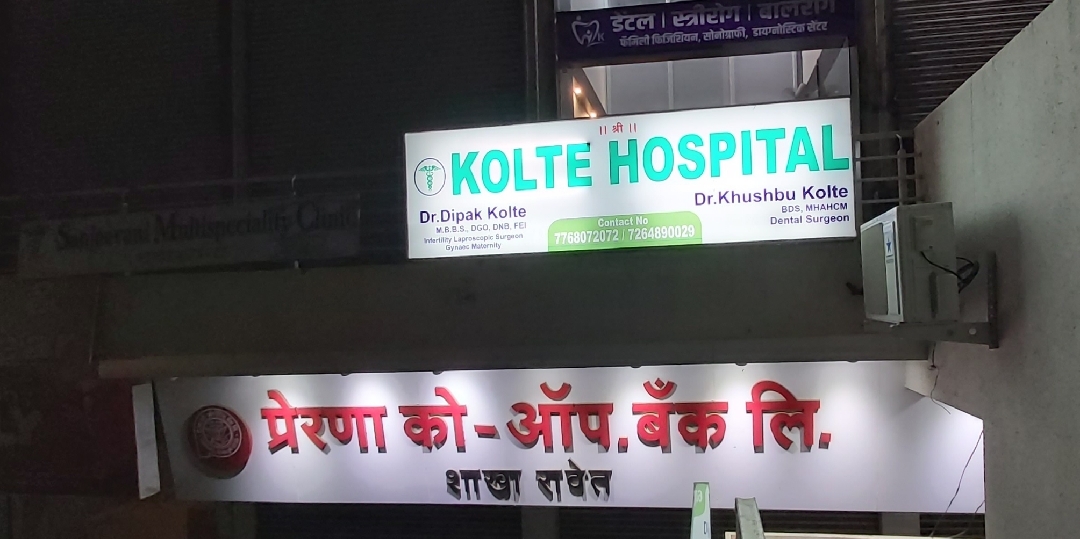 डेंटल | स्त्रीरोग | बालरोग
फॅमिली फिजिशियन, सोनोग्राफी, डायग्नोस्टिक सेंटर
|| श्री ||
KOLTE HOSPITAL
Dr.Dipak Kolte
M.B.B.S., DGO, DNB, FEI
Infertility Laproscopic Surgeon
Gynaec Maternity
Contact No
7768072072 / 7264890029
Dr.Khushbu Kolte
BDS, MHAHCM
Dental Surgeon
Multispeciality Clinic
प्रेरणा को-ऑप.बँक लि.
शाखा रावेत